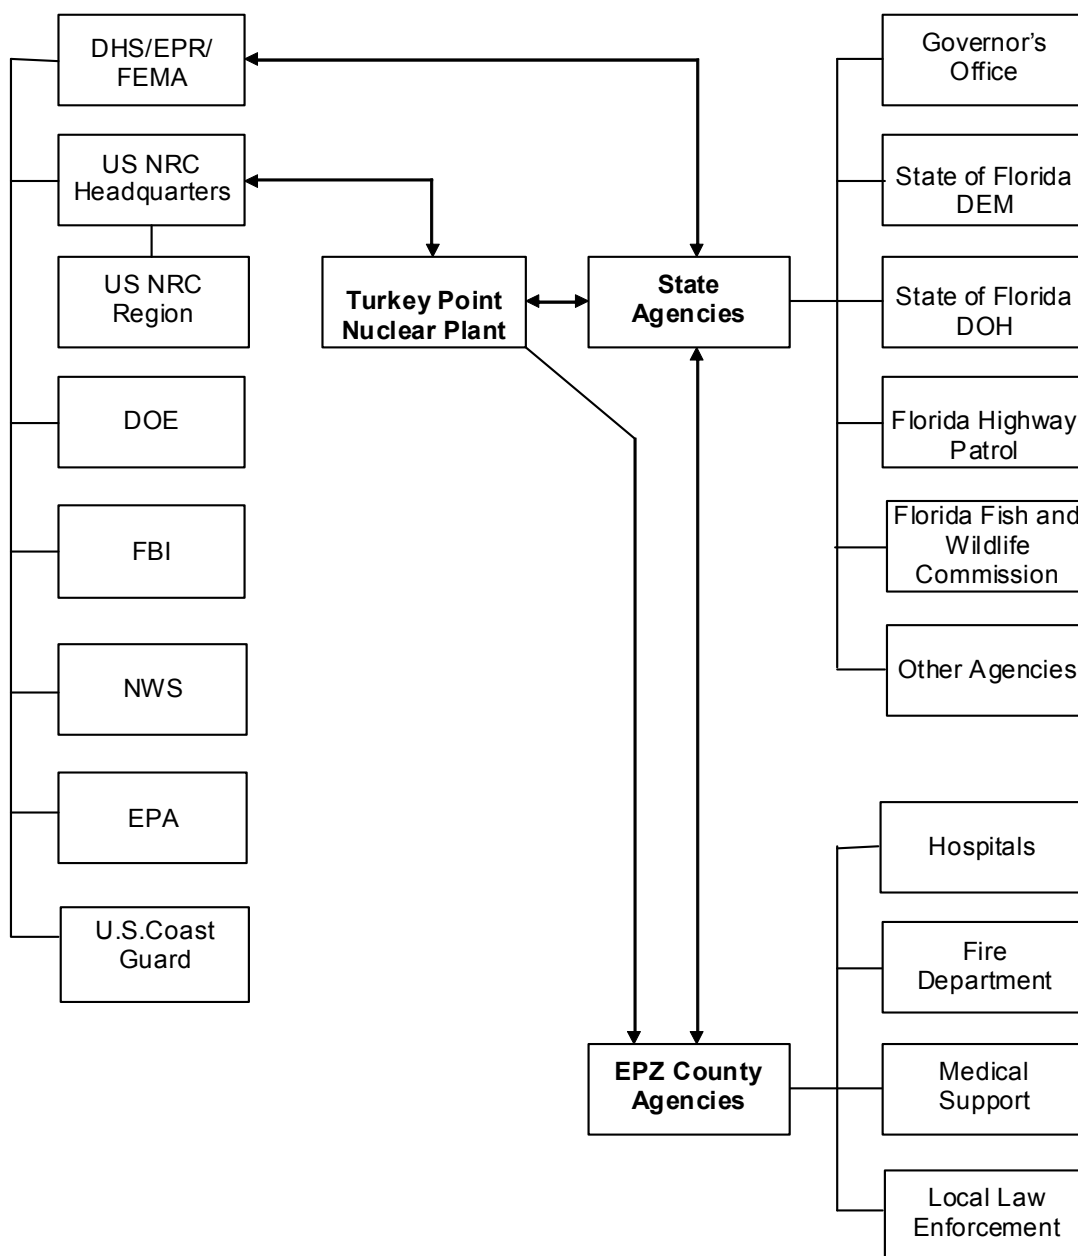 DHS/EPR/
FEMA
US NRC
Headquarters
US NRC
Region
DOE
FBI
NWS
EPA
U.S.Coast
Guard
Turkey Point
Nuclear Plant
State
Agencies
EPZ County
Agencies
Governor's
Office
State of Florida
DEM
State of Florida
DOH
Florida Highway
Patrol
Florida Fish and
Wildlife
Commission
Other Agencies
Hospitals
Fire
Department
Medical
Support
Local Law
Enforcement